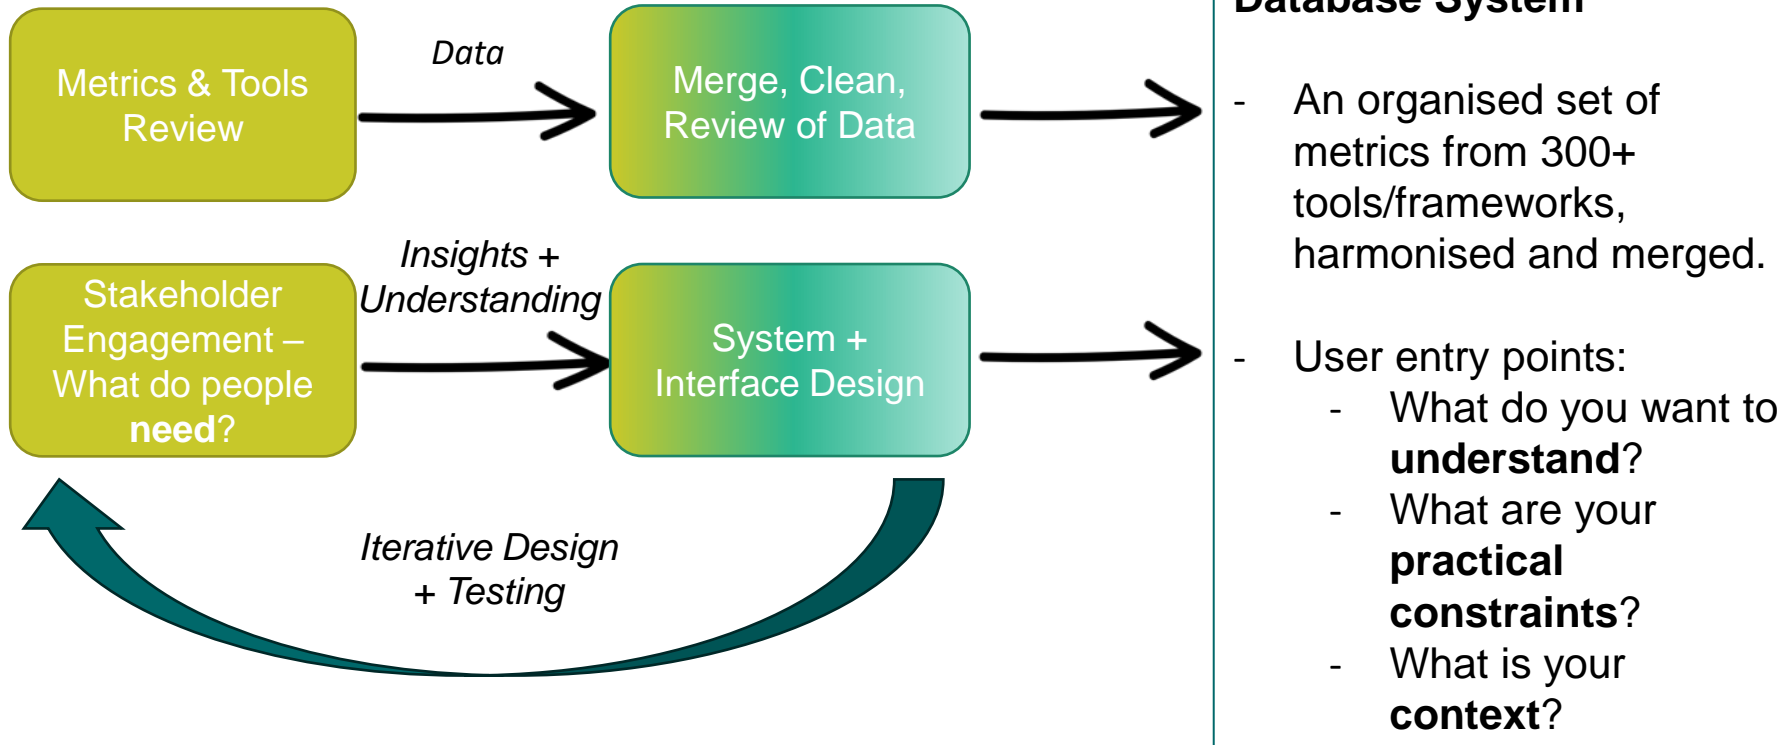 Metrics & Tools
Review
Data
Merge, Clean,
Review of Data
Stakeholder
Engagement –
What do people
need?
Insights +
Understanding
System +
Interface Design
Iterative Design
+ Testing
Database System
- An organised set of
metrics from 300+
tools/frameworks,
harmonised and merged.
- User entry points:
- What do you want to
understand?
- What are your
practical
constraints?
- What is your
context?